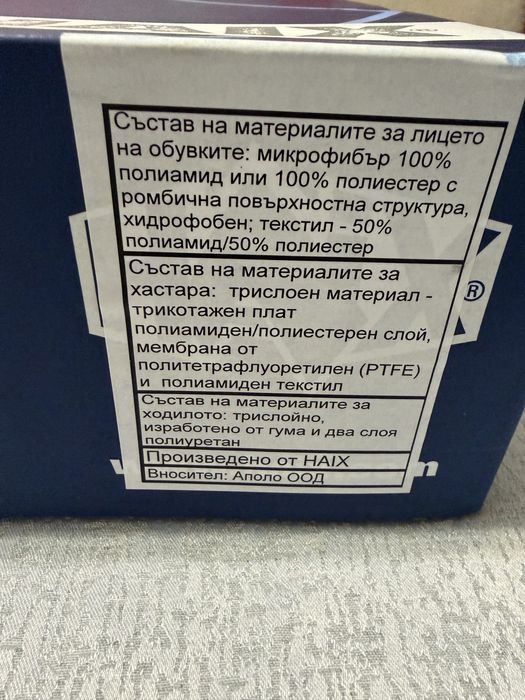 Състав на материалите за лицето
на обувките: микрофибър 100%
полиамид или 100% полиестер с
ромбична повърхностна структура,
хидрофобен; текстил - 50%
полиамид/50% полиестер
Състав на материалите за
хастара: трислоен материал -
трикотажен плат
полиамиден/полиестерен слой,
мембрана от
политетрафлуоретилен (PTFE)
и полиамиден текстил
Състав на материалите за
ходилото: трислойно,
изработено от гума и два слоя
полиуретан
Произведено от HAIX
Вносител: Аполо ООД
®